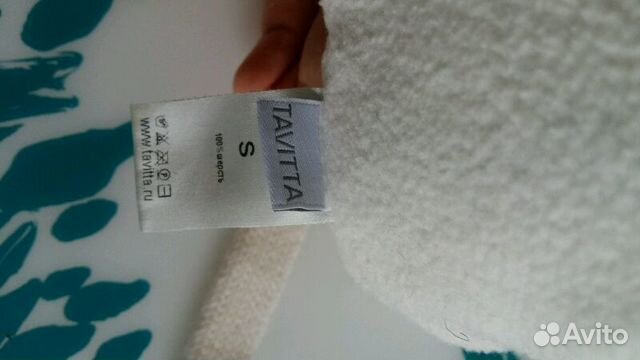 TAVITTA
S
100% шерсть
www.tavitta.ru
Avito